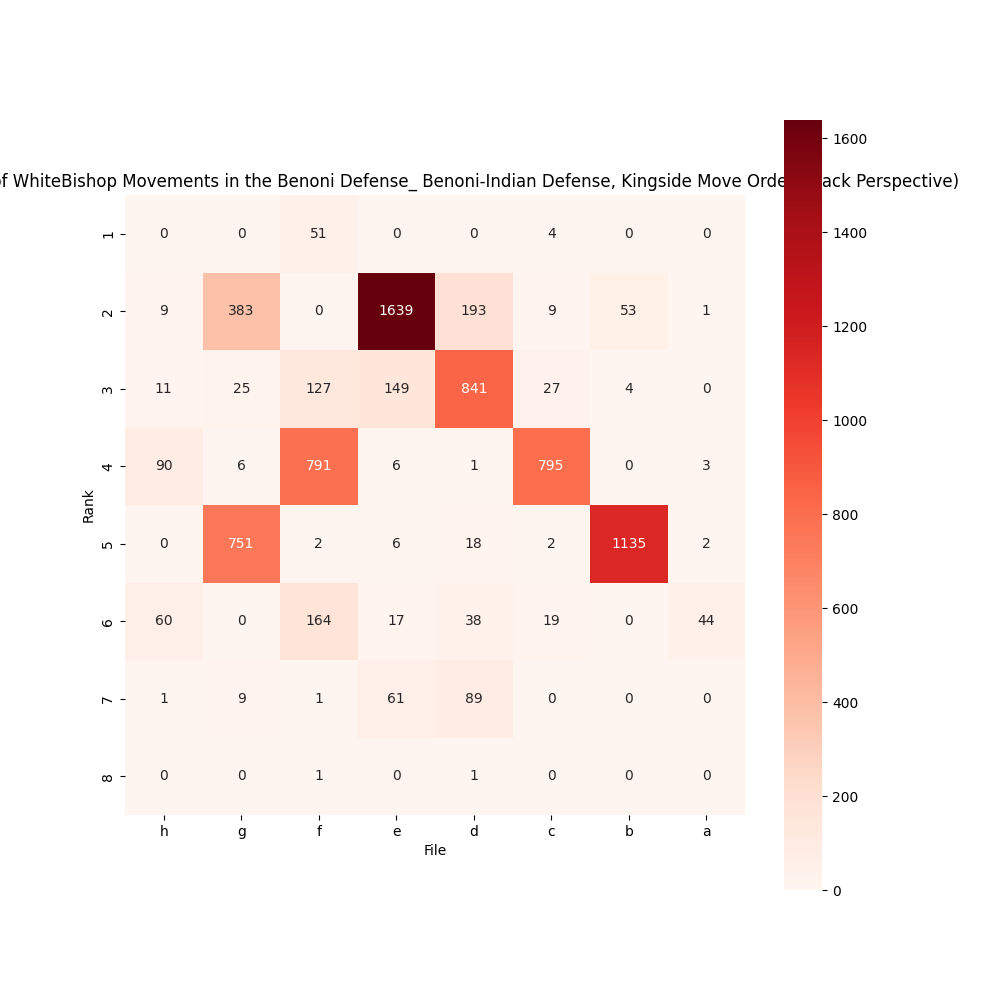 1600
f WhiteBishop Movements in the Benoni Defense_ Benoni-Indian Defense, Kingside Move Orde ack Perspective)
1400
1 0 0 51 0 0 4 0 0
2 9 383 0 1639 193 9 53 1
1200
3 11 25 127 149 841 27 4 0
1000
4 90 6 791 6 1 795 0 3
Rank
800
5 0 751 2 6 18 2 1135 2
6 60 0 164 17 38 19 0 44
600
7 1 9 1 61 89 0 0 0
400
8 0 0 1 0 1 0 0 0
200
h g f e d c b a
File
0